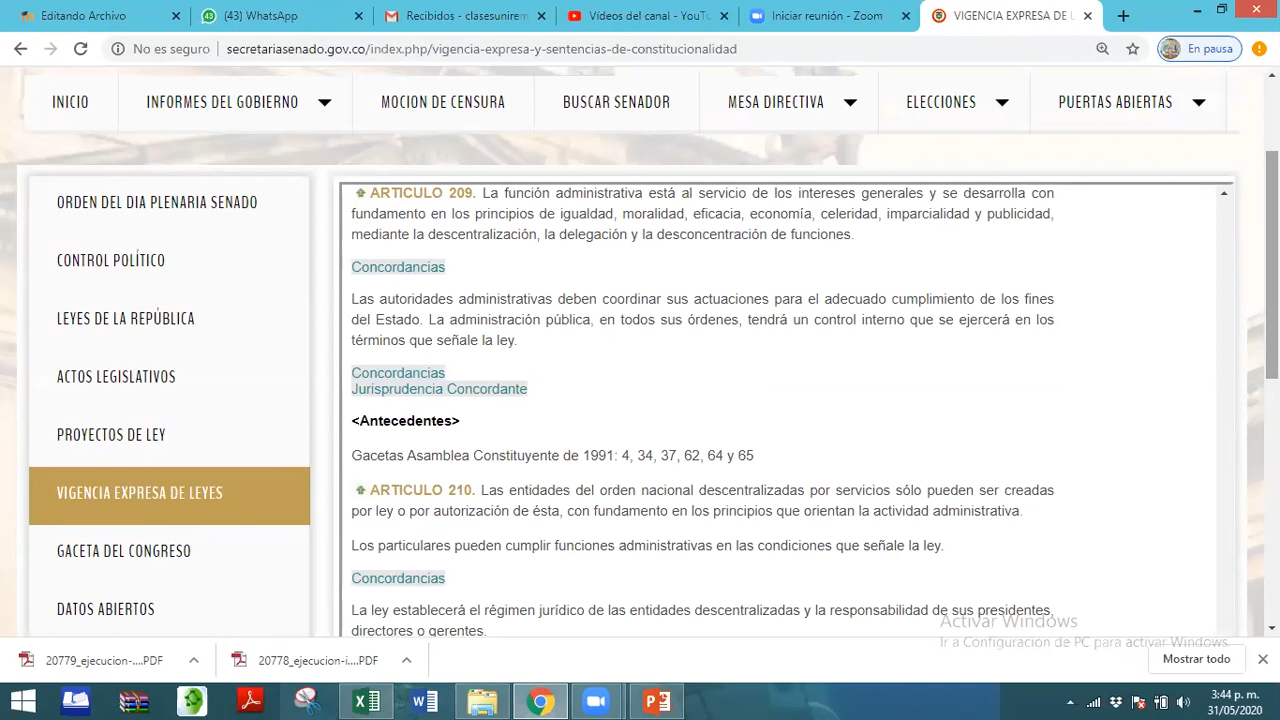 Editando Archivo
(43) WhatsApp
Recibidos - clasesunirem
Vídeos del canal - YouTu
Iniciar reunión - Zoom
VIGENCIA EXPRESA DE L
No es seguro
secretariasenado.gov.co/index.php/vigencia-expresa-y-sentencias-de-constitucionalidad
En pausa
INICIO
INFORMES DEL GOBIERNO
MOCION DE CENSURA
BUSCAR SENADOR
MESA DIRECTIVA
ELECCIONES
PUERTAS ABIERTAS
ORDEN DEL DIA PLENARIA SENADO
CONTROL POLÍTICO
LEYES DE LA REPÚBLICA
ACTOS LEGISLATIVOS
PROYECTOS DE LEY
VIGENCIA EXPRESA DE LEYES
GACETA DEL CONGRESO
DATOS ABIERTOS
ARTICULO 209. La función administrativa está al servicio de los intereses generales y se desarrolla con
fundamento en los principios de igualdad, moralidad, eficacia, economía, celeridad, imparcialidad y publicidad,
mediante la descentralización, la delegación y la desconcentración de funciones.
Concordancias
Las autoridades administrativas deben coordinar sus actuaciones para el adecuado cumplimiento de los fines
del Estado. La administración pública, en todos sus órdenes, tendrá un control interno que se ejercerá en los
términos que señale la ley.
Concordancias
Jurisprudencia Concordante
<Antecedentes>
Gacetas Asamblea Constituyente de 1991: 4, 34, 37, 62, 64 y 65
ARTICULO 210. Las entidades del orden nacional descentralizadas por servicios sólo pueden ser creadas
por ley o por autorización de ésta, con fundamento en los principios que orientan la actividad administrativa.
Los particulares pueden cumplir funciones administrativas en las condiciones que señale la ley.
Concordancias
La ley establecerá el régimen jurídico de las entidades descentralizadas y la responsabilidad de sus presidentes,
directores o gerentes.
Activar Windows
Ir a Configuración de PC para activar Windows.
20779_ejecucion-....PDF
20778_ejecucion-i....PDF
Mostrar todo
3:44 p. m.
31/05/2020